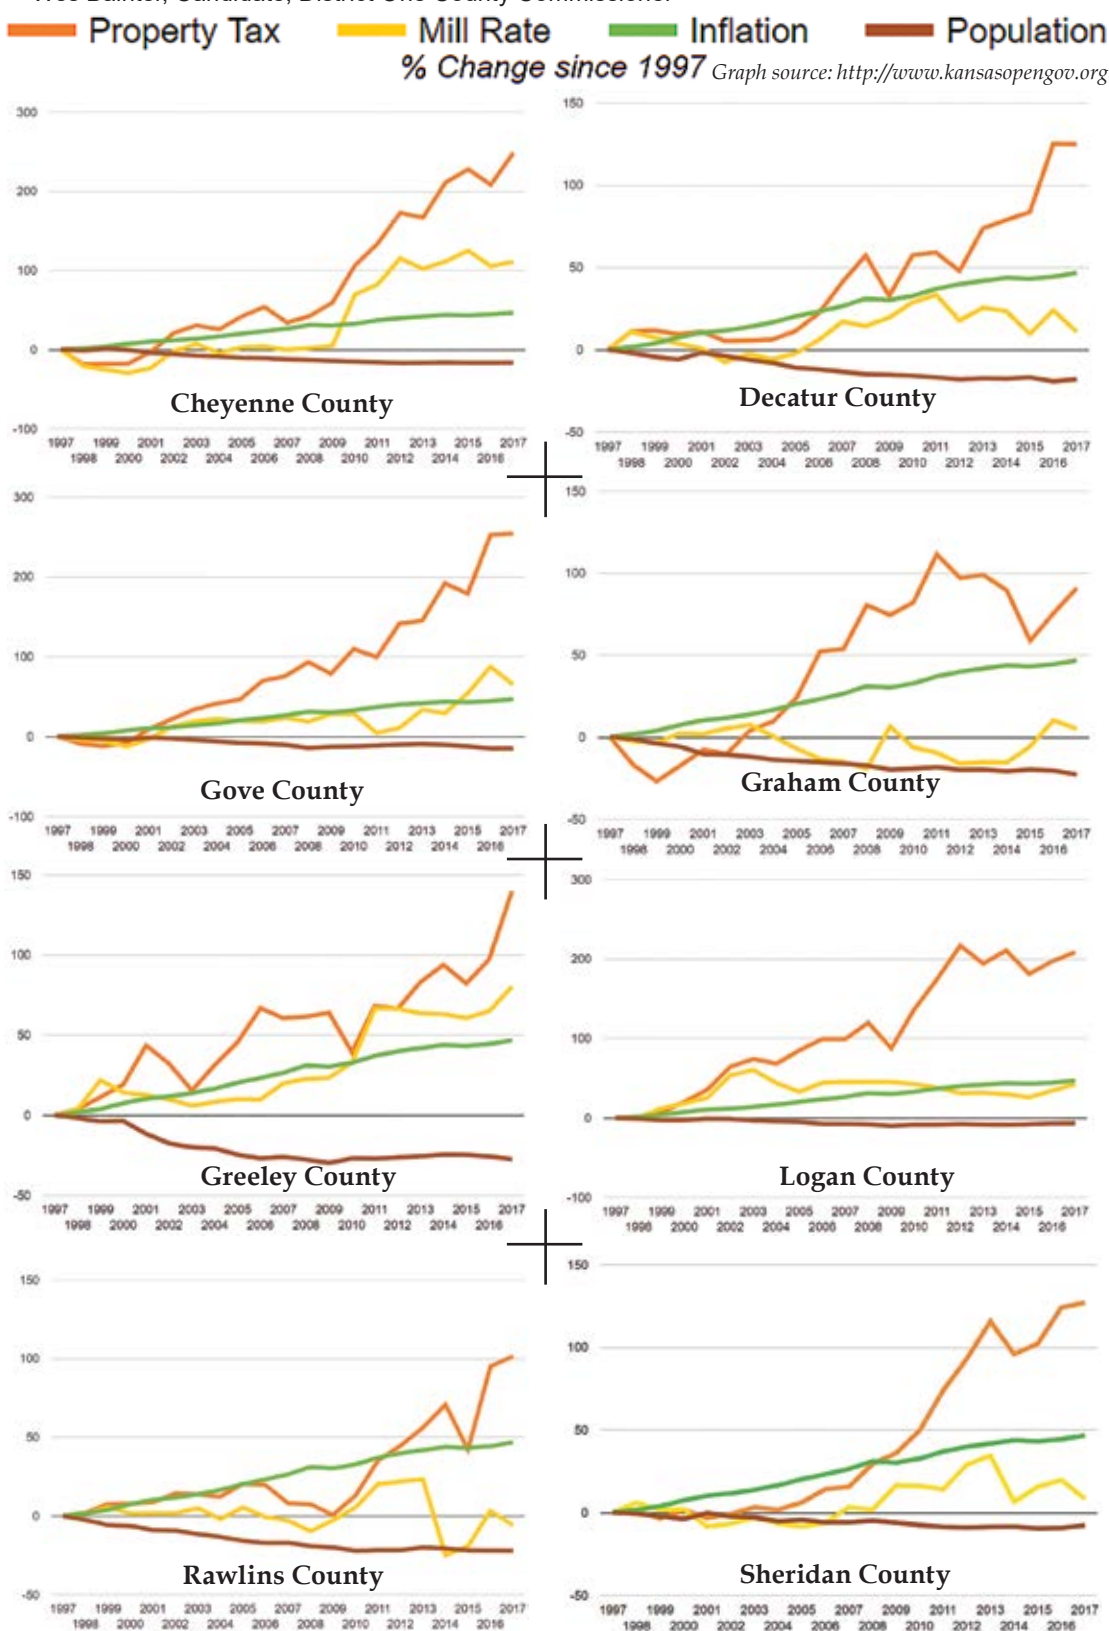 Property Tax Mill Rate Inflation Population
% Change since 1997 Graph source: http://www.kansasopengov.org
300
200
100
0
-100
Cheyenne County
1997 1999 2001 2003 2005 2007 2009 2011 2013 2015 2017
1998 2000 2002 2004 2006 2008 2010 2012 2014 2016
150
100
50
0
-50
Decatur County
1997 1999 2001 2003 2005 2007 2009 2011 2013 2015 2017
1998 2000 2002 2004 2006 2008 2010 2012 2014 2016
300
200
100
0
-100
Gove County
1997 1999 2001 2003 2005 2007 2009 2011 2013 2015 2017
1998 2000 2002 2004 2006 2008 2010 2012 2014 2016
150
100
50
0
-50
Graham County
1997 1999 2001 2003 2005 2007 2009 2011 2013 2015 2017
1998 2000 2002 2004 2006 2008 2010 2012 2014 2016
150
100
50
0
-50
Greeley County
1997 1999 2001 2003 2005 2007 2009 2011 2013 2015 2017
1998 2000 2002 2004 2006 2008 2010 2012 2014 2016
300
200
100
0
-100
Logan County
1997 1999 2001 2003 2005 2007 2009 2011 2013 2015 2017
1998 2000 2002 2004 2006 2008 2010 2012 2014 2016
150
100
50
0
-50
Rawlins County
1997 1999 2001 2003 2005 2007 2009 2011 2013 2015 2017
1998 2000 2002 2004 2006 2008 2010 2012 2014 2016
150
100
50
0
-50
Sheridan County
1997 1999 2001 2003 2005 2007 2009 2011 2013 2015 2017
1998 2000 2002 2004 2006 2008 2010 2012 2014 2016